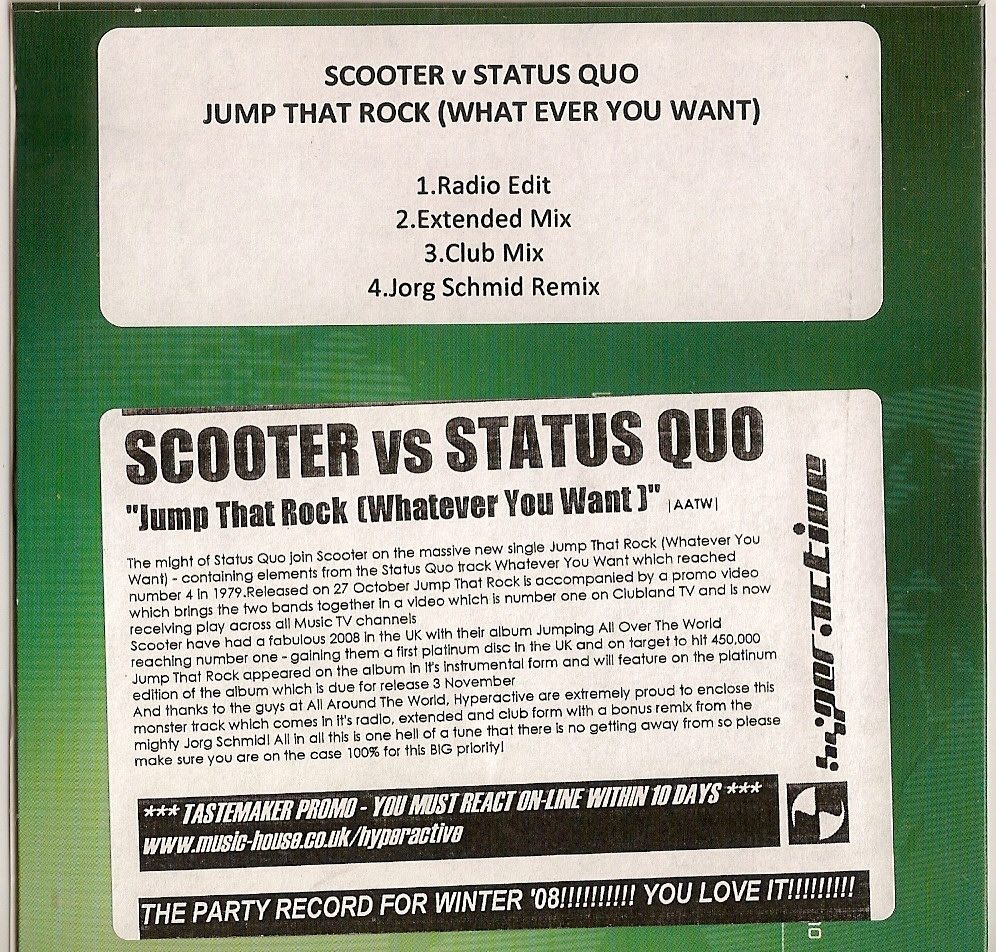 SCOOTER v STATUS QUO
JUMP THAT ROCK (WHAT EVER YOU WANT)
1.Radio Edit
2.Extended Mix
3.Club Mix
4.Jorg Schmid Remix
SCOOTER vs STATUS QUO
"Jump That Rock (Whatever You Want )" |AATW|
The might of Status Quo join Scooter on the massive new single Jump That Rock (Whatever You
Want) - containing elements from the Status Quo track Whatever You Want which reached
number 4 in 1979.Released on 27 October Jump That Rock is accompanied by a promo video
which brings the two bands together in a video which is number one on Clubland TV and is now
receiving play across all Music TV channels
Scooter have had a fabulous 2008 in the UK with their album Jumping All Over The World
reaching number one - gaining them a first platinum disc in the UK and on target to hit 450,000
Jump That Rock appeared on the album in it's instrumental form and will feature on the platinum
edition of the album which is due for release 3 November
And thanks to the guys at All Around The World, Hyperactive are extremely proud to enclose this
monster track which comes in it's radio, extended and club form with a bonus remix from the
mighty Jorg Schmid! All in all this is one hell of a tune that there is no getting away from so please
make sure you are on the case 100% for this BIG priority!
hyperactive
*** TASTEMAKER PROMO - YOU MUST REACT ON-LINE WITHIN 10 DAYS ***
www.music-house.co.uk/hyperactive
THE PARTY RECORD FOR WINTER '08!!!!!!!!!! YOU LOVE IT!!!!!!!!!